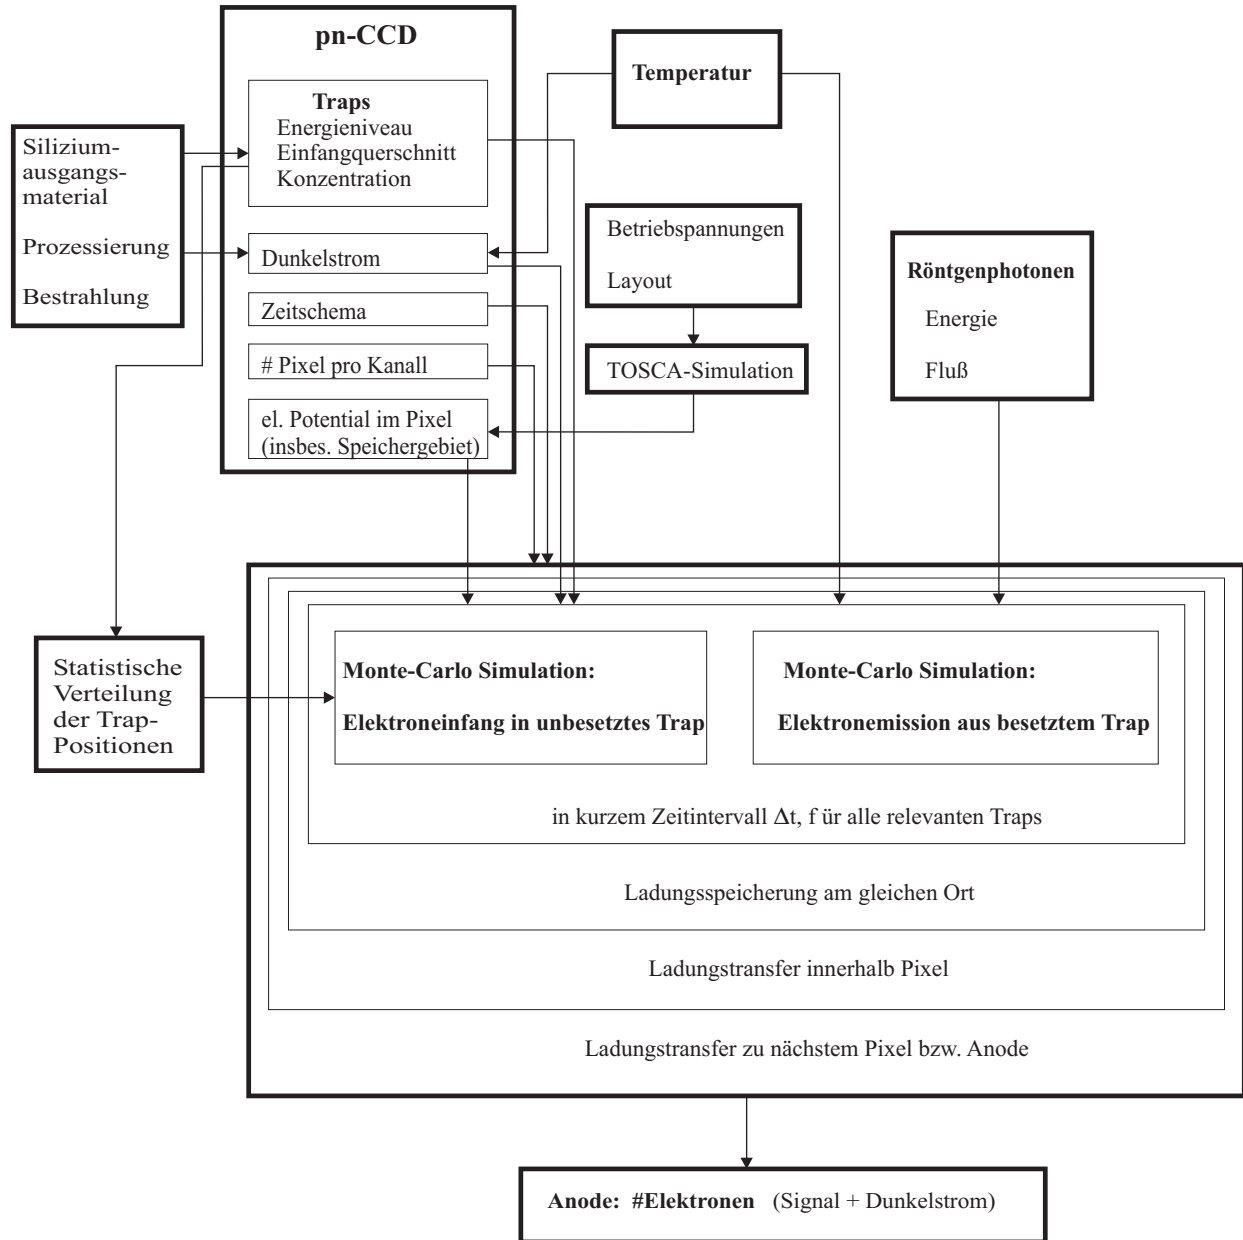 pn-CCD
Traps
Energieniveau
Einfangquerschnitt
Konzentration
Dunkelstrom
Zeitschema
# Pixel pro Kanall
el. Potential im Pixel
(insbes. Speichergebiet)
Silizium-
ausgangs-
material
Prozessierung
Bestrahlung
Temperatur
Betriebspannungen
Layout
TOSCA-Simulation
Röntgenphotonen
Energie
Fluß
Statistische
Verteilung
der Trap-
Positionen
Monte-Carlo Simulation:
Elektroneinfang in unbesetztes Trap
Monte-Carlo Simulation:
Elektronemission aus besetztem Trap
in kurzem Zeitintervall Δt, f ür alle relevanten Traps
Ladungsspeicherung am gleichen Ort
Ladungstransfer innerhalb Pixel
Ladungstransfer zu nächstem Pixel bzw. Anode
Anode: #Elektronen (Signal + Dunkelstrom)